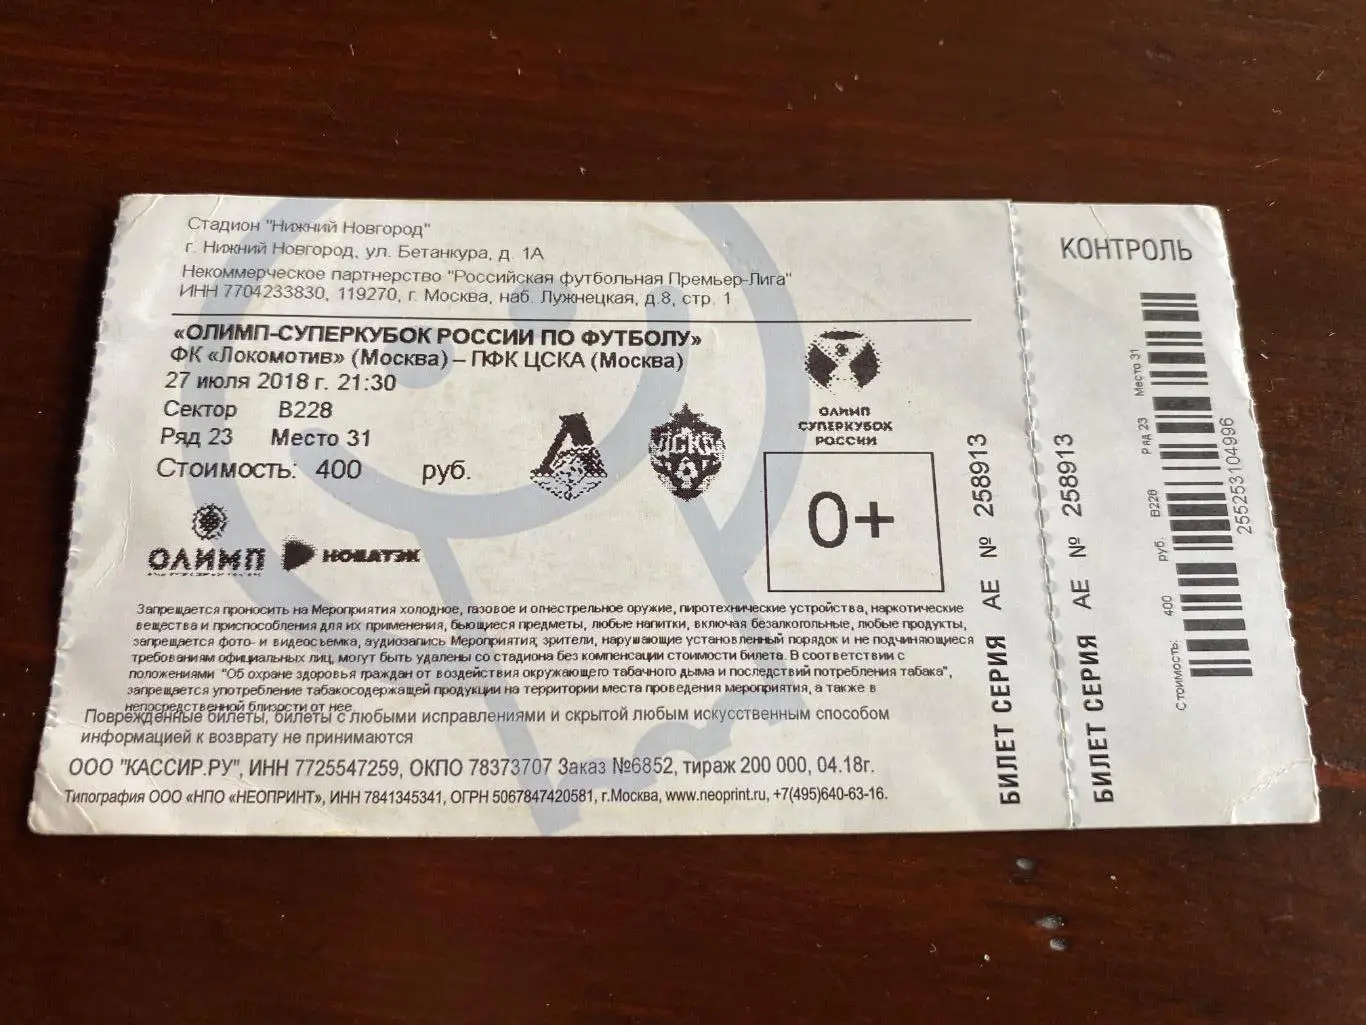 Стадион "Нижний Новгород"
г. Нижний Новгород, ул. Бетанкура, д. 1А
Некоммерческое партнерство "Российская футбольная Премьер-Лига"
ИНН 7704233830, 119270, г. Москва, наб. Лужнецкая, д.8, стр. 1
«ОЛИМП-СУПЕРКУБОК РОССИИ ПО ФУТБОЛУ»
ФК «Локомотив» (Москва) – ПФК ЦСКА (Москва)
27 июля 2018 г. 21:30
Сектор В228
Ряд 23 Место 31
Стоимость: 400 руб.
ОЛИМП
СУПЕРКУБОК
РОССИИ
ЦСКА
0+
ОЛИМП
НОВАТЭК
Запрещается проносить на Мероприятия холодное, газовое и огнестрельное оружие, пиротехнические устройства, наркотические
вещества и приспособления для их применения, бьющиеся предметы, любые напитки, включая безалкогольные, любые продукты,
запрещается фото- и видеосъемка, аудиозапись Мероприятия; зрители, нарушающие установленный порядок и не подчиняющиеся
требованиям официальных лиц, могут быть удалены со стадиона без компенсации стоимости билета. В соответствии с
положениями "Об охране здоровья граждан от воздействия окружающего табачного дыма и последствий потребления табака",
запрещается употребление табакосодержащей продукции на территории места проведения мероприятия, а также в
непосредственной близости от нее.
Поврежденные билеты, билеты с любыми исправлениями и скрытой любым искусственным способом
информацией к возврату не принимаются
ООО "КАССИР.РУ", ИНН 7725547259, ОКПО 78373707 Заказ №6852, тираж 200 000, 04.18г.
Типография ООО «НПО «НЕОПРИНТ», ИНН 7841345341, ОГРН 5067847420581, г.Москва, www.neoprint.ru, +7(495)640-63-16.
БИЛЕТ СЕРИЯ АЕ № 258913
КОНТРОЛЬ
БИЛЕТ СЕРИЯ АЕ № 258913
Стоимость: 400 руб. В228 Ряд 23 Место 31
255253104996